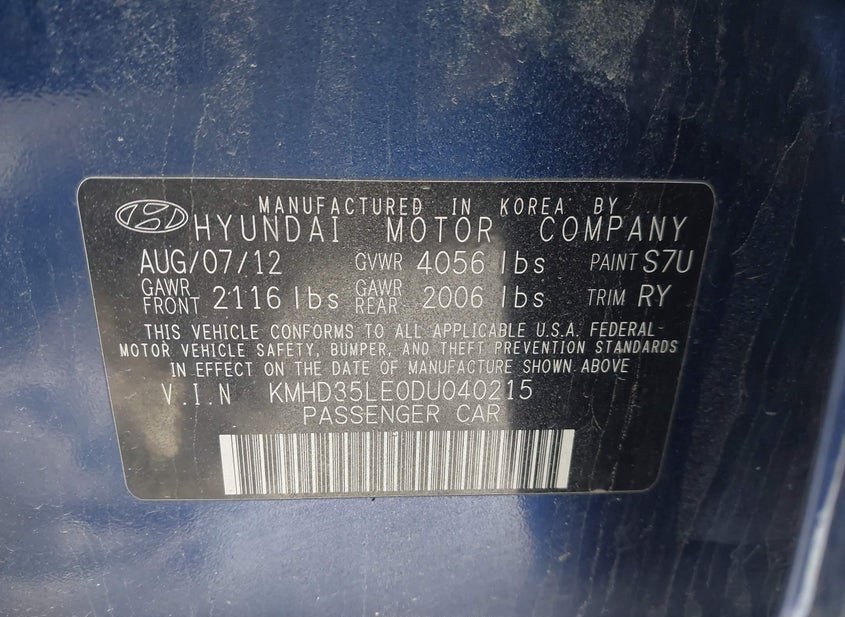 MANUFACTURED IN KOREA BY
HYUNDAI MOTOR COMPANY
AUG/07/12 GVWR 4056 lbs PAINT S7U
GAWR FRONT 2116 lbs GAWR REAR 2006 lbs TRIM RY
THIS VEHICLE CONFORMS TO ALL APPLICABLE U.S.A. FEDERAL-
MOTOR VEHICLE SAFETY, BUMPER, AND THEFT PREVENTION STANDARDS
IN EFFECT ON THE DATE OF MANUFACTURE SHOWN ABOVE
V.I.N KMHD35LE0DU040215
PASSENGER CAR